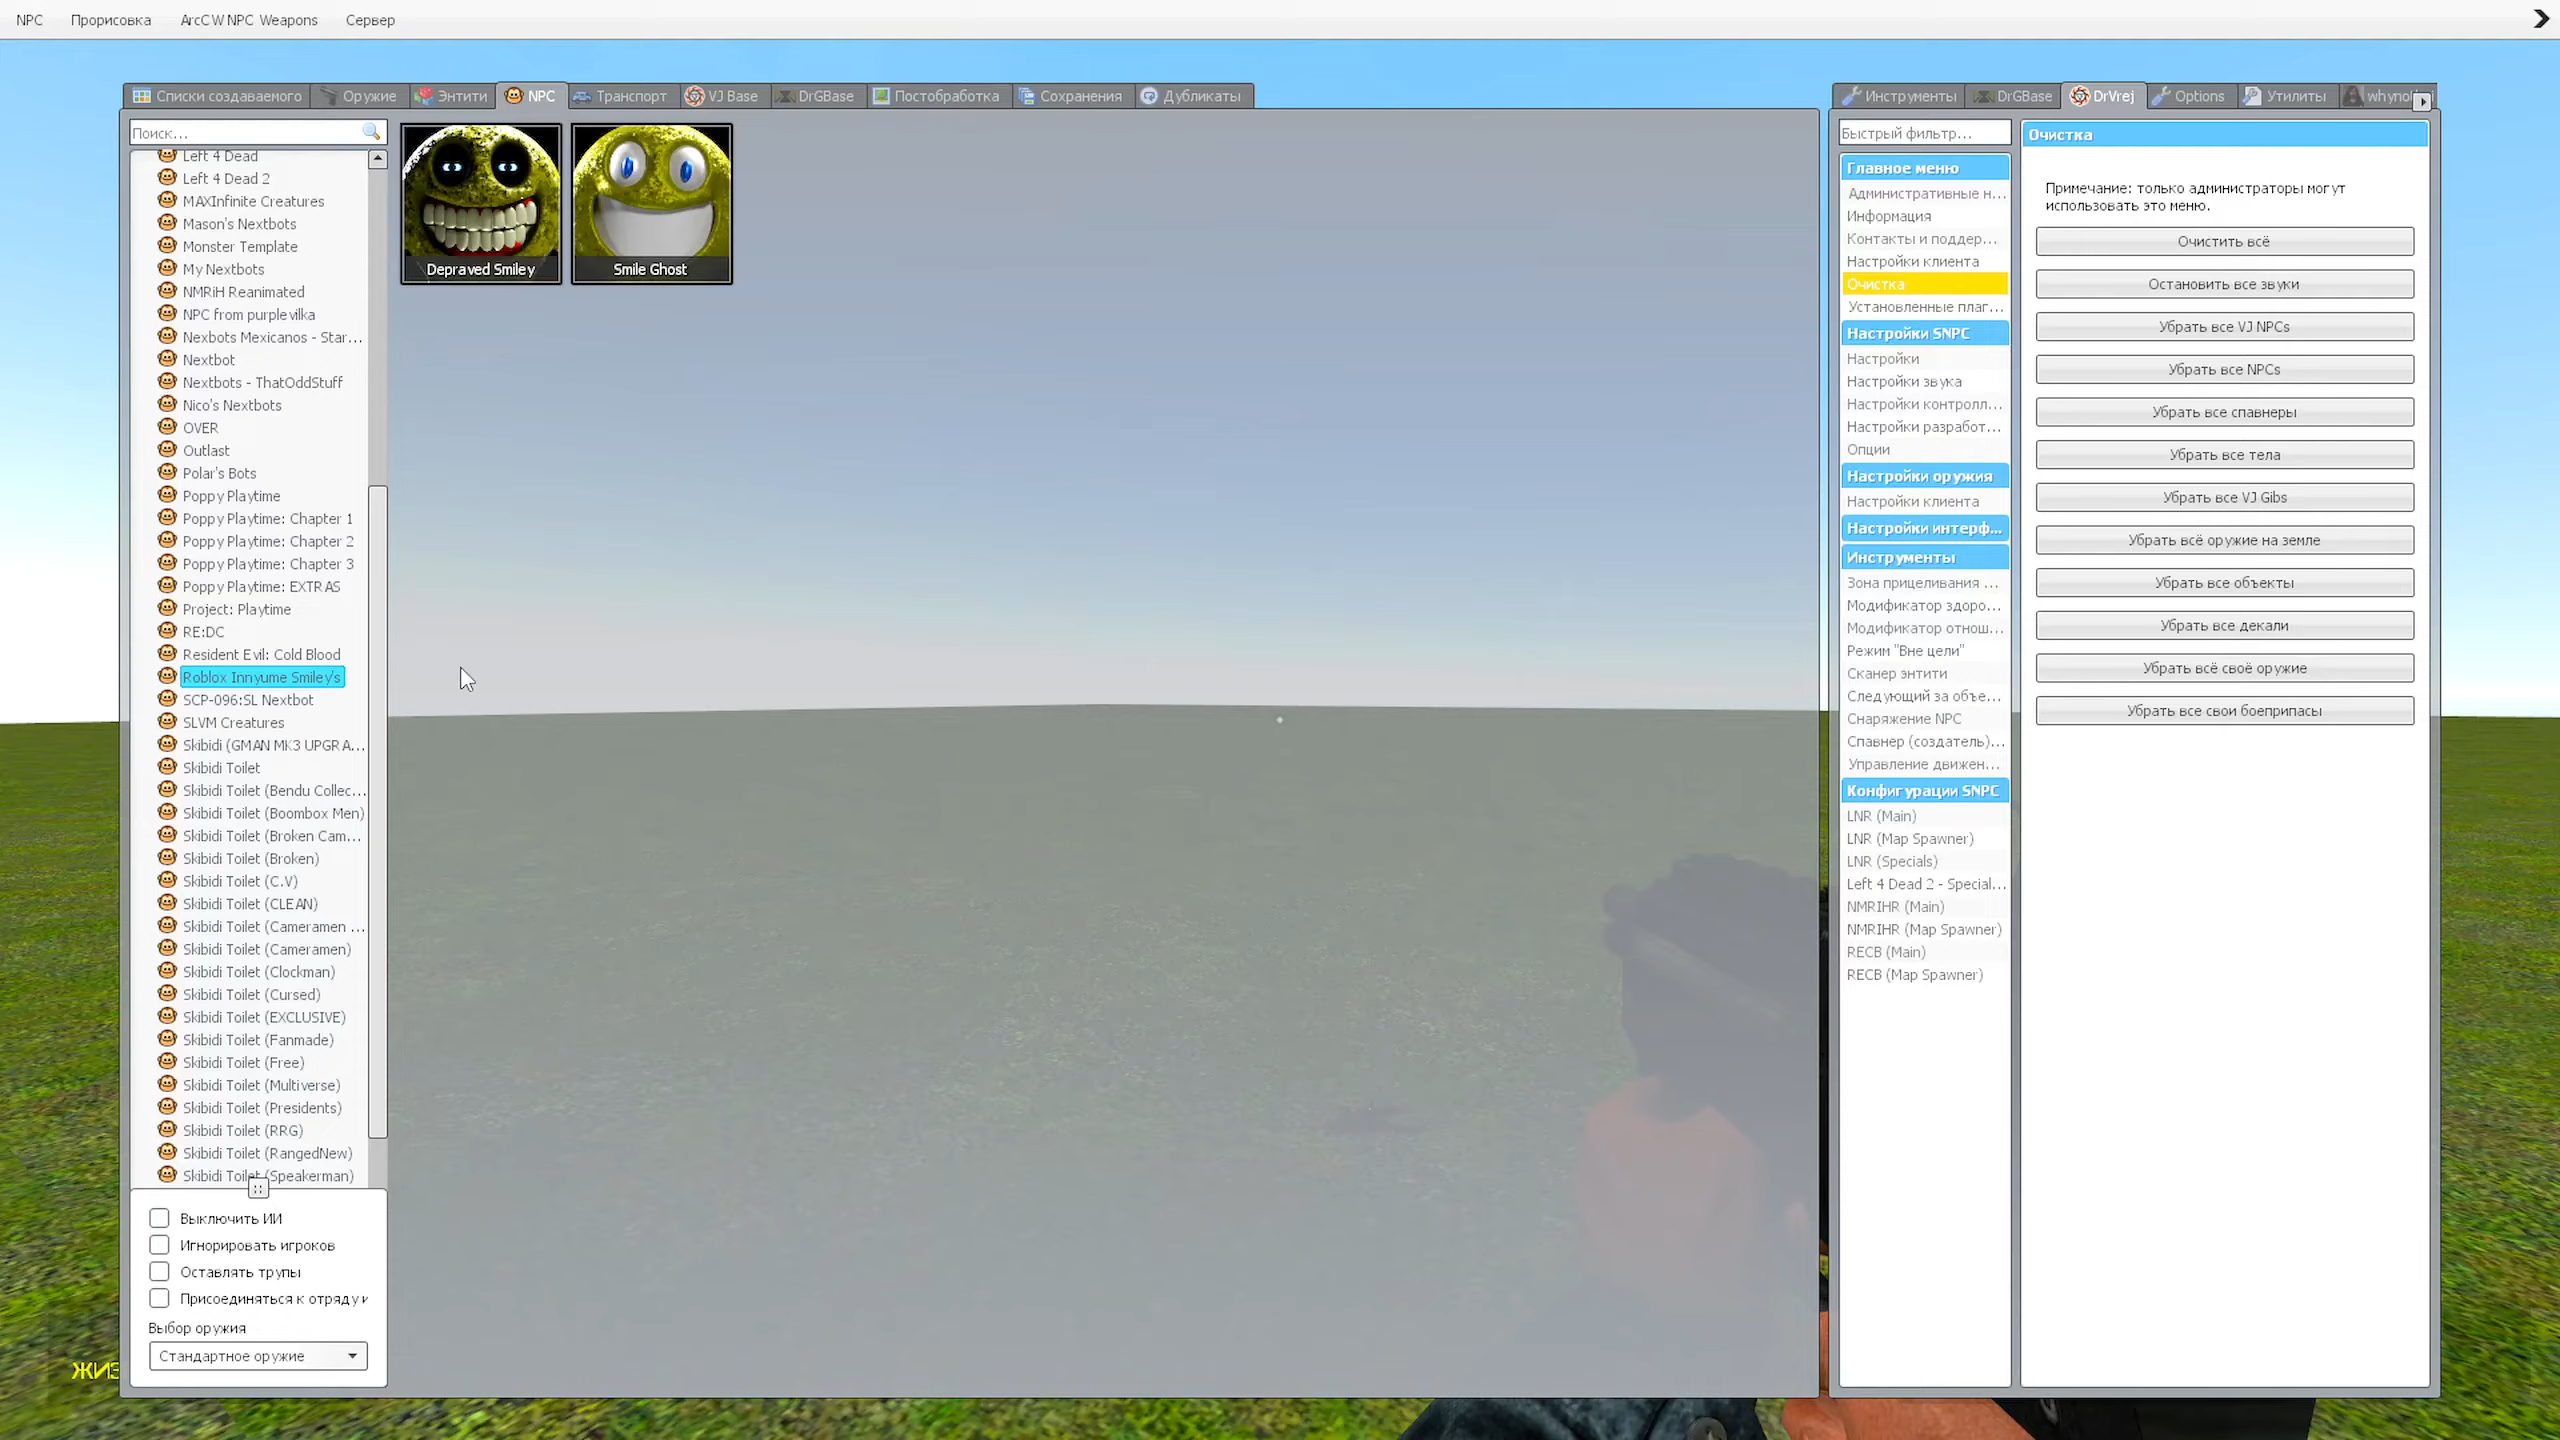 NPC Прорисовка ArcCW NPC Weapons Сервер
Списки создаваемого Оружие Энтити NPC Транспорт VJ Base DrGBase Постобработка Сохранения Дубликаты
Поиск...
Left 4 Dead
Left 4 Dead 2
MAXInfinite Creatures
Mason's Nextbots
Monster Template
My Nextbots
NMRiH Reanimated
NPC from purplevilka
Nexbots Mexicanos - Star...
Nextbot
Nextbots - ThatOddStuff
Nico's Nextbots
OVER
Outlast
Polar's Bots
Poppy Playtime
Poppy Playtime: Chapter 1
Poppy Playtime: Chapter 2
Poppy Playtime: Chapter 3
Poppy Playtime: EXTRAS
Project: Playtime
RE:DC
Resident Evil: Cold Blood
Roblox Innyume Smiley's
SCP-096:SL Nextbot
SLVM Creatures
Skibidi (GMAN MK3 UPGRA...
Skibidi Toilet
Skibidi Toilet (Bendu Collec...
Skibidi Toilet (Boombox Men)
Skibidi Toilet (Broken Cam...
Skibidi Toilet (Broken)
Skibidi Toilet (C.V)
Skibidi Toilet (CLEAN)
Skibidi Toilet (Cameramen ...
Skibidi Toilet (Cameramen)
Skibidi Toilet (Clockman)
Skibidi Toilet (Cursed)
Skibidi Toilet (EXCLUSIVE)
Skibidi Toilet (Fanmade)
Skibidi Toilet (Free)
Skibidi Toilet (Multiverse)
Skibidi Toilet (Presidents)
Skibidi Toilet (RRG)
Skibidi Toilet (RangedNew)
Skibidi Toilet (Speakerman)
Выключить ИИ
Игнорировать игроков
Оставлять трупы
Присоединяться к отряду и
Выбор оружия
Стандартное оружие
Depraved Smiley
Smile Ghost
Инструменты DrGBase DrVrej Options Утилиты
Быстрый фильтр...
Главное меню
Административные н...
Информация
Контакты и поддер...
Настройки клиента
Очистка
Установленные плаг...
Настройки SNPC
Настройки
Настройки звука
Настройки контролл...
Настройки разработ...
Опции
Настройки оружия
Настройки клиента
Настройки интерф...
Инструменты
Зона прицеливания ...
Модификатор здоро...
Модификатор отнош...
Режим "Вне цели"
Сканер энтити
Следующий за объе...
Снаряжение NPC
Спавнер (создатель)...
Управление движен...
Конфигурации SNPC
LNR (Main)
LNR (Map Spawner)
LNR (Specials)
Left 4 Dead 2 - Special...
NMRIHR (Main)
NMRIHR (Map Spawner)
RECB (Main)
RECB (Map Spawner)
Очистка
Примечание: только администраторы могут
использовать это меню.
Очистить всё
Остановить все звуки
Убрать все VJ NPCs
Убрать все NPCs
Убрать все спавнеры
Убрать все тела
Убрать все VJ Gibs
Убрать всё оружие на земле
Убрать все объекты
Убрать все декали
Убрать всё своё оружие
Убрать все свои боеприпасы